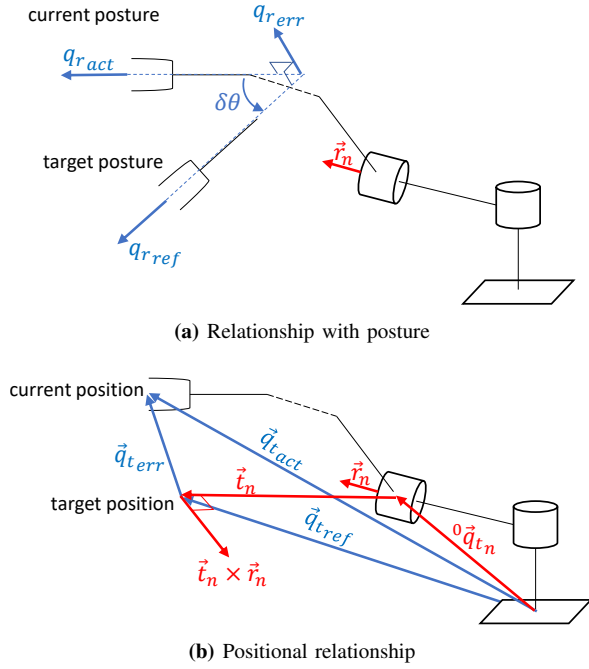 current posture
q_{r_{err}}
q_{r_{act}}
δθ
target posture
\vec{r}_n
q_{r_{ref}}
(a) Relationship with posture
current position
\vec{q}_{t_{err}}
\vec{q}_{t_{act}}
\vec{r}_n
\vec{t}_n
target position
\vec{q}_{t_{ref}}
^0\vec{q}_{t_n}
\vec{t}_n × \vec{r}_n
(b) Positional relationship